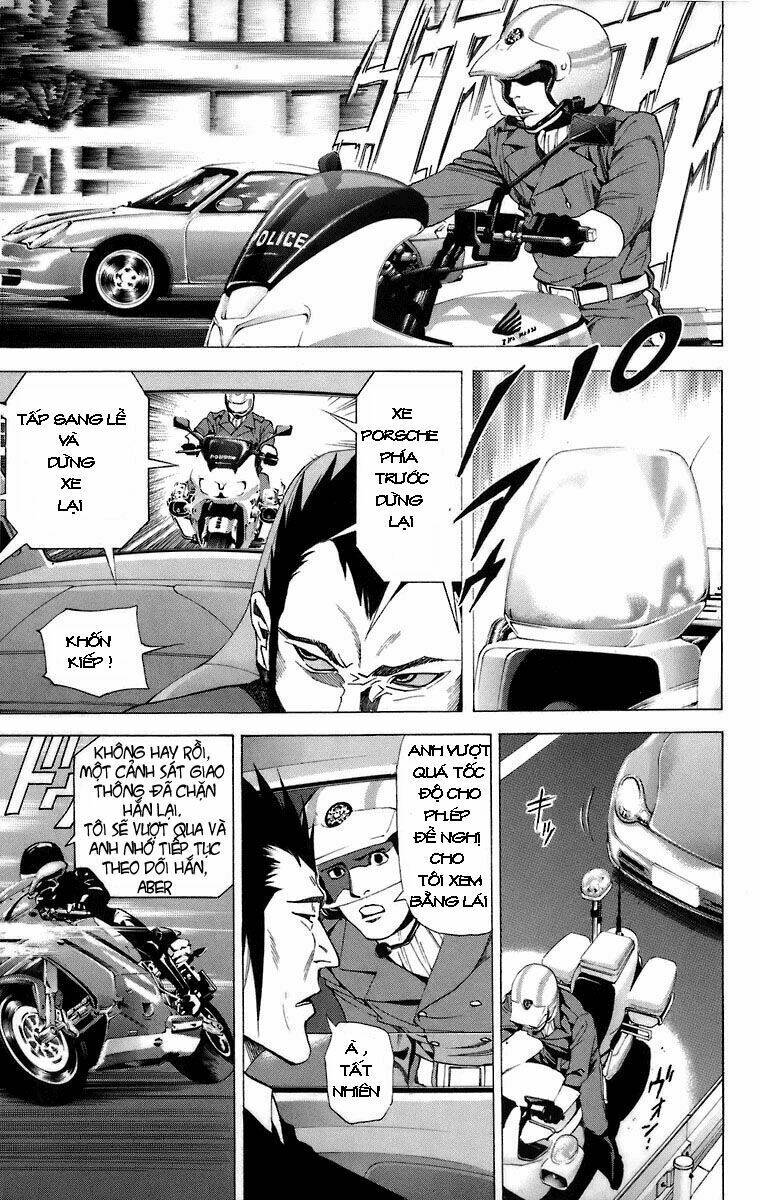 POLICE
XE
PORSCHE
PHÍA
TRƯỚC
DỪNG
LẠI
TẤP SANG LỀ
VÀ
DỪNG
XE
LẠI
KHỐN
KIẾP !
ANH VƯỢT
QUÁ TỐC
ĐỘ CHO
PHÉP
ĐỀ NGHỊ
CHO
TÔI XEM
BẰNG LÁI
À ,
TẤT
NHIÊN
KHÔNG HAY RỒI,
MỘT CẢNH SÁT GIAO
THÔNG ĐÃ CHẶN
HẮN LẠI,
TÔI SẼ VƯỢT QUA VÀ
ANH NHỚ TIẾP TỤC
THEO DÕI HẮN,
ABER